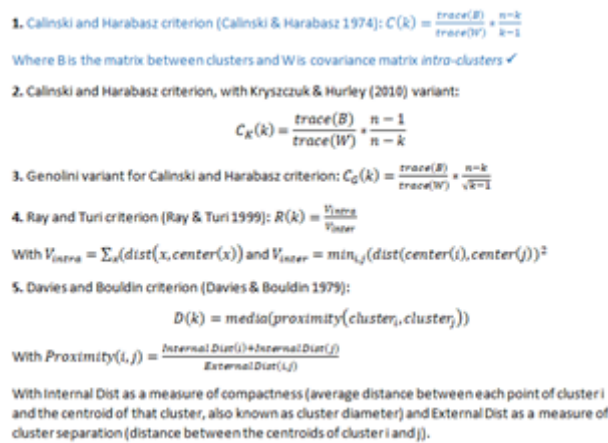 1. Calinski and Harabasz criterion (Calinski & Harabasz 1974): C(k) = trace(B)/trace(W) * n−k/k−1
Where B is the matrix between clusters and W is covariance matrix intra-clusters ✓
2. Calinski and Harabasz criterion, with Kryszczuk & Hurley (2010) variant:
C_K(k) = trace(B)/trace(W) * n − 1/n − k
3. Genolini variant for Calinski and Harabasz criterion: C_G(k) = trace(B)/trace(W) * n−k/√k−1
4. Ray and Turi criterion (Ray & Turi 1999): R(k) = V_intra/V_inter
With V_intra = Σ_x(dist(x, center(x)) and V_inter = min_i,j(dist(center(i), center(j))²
5. Davies and Bouldin criterion (Davies & Bouldin 1979):
D(k) = media(proximity(cluster_i, cluster_j))
With Proximity(i, j) = Internal Dist(i)+Internal Dist(j)/External Dist(i,j)
With Internal Dist as a measure of compactness (average distance between each point of cluster i
and the centroid of that cluster, also known as cluster diameter) and External Dist as a measure of
cluster separation (distance between the centroids of cluster i and j).